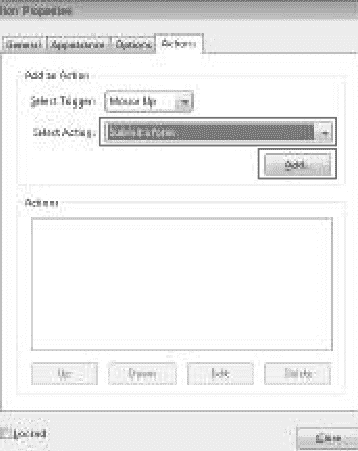 ton Properties
General Appearance Options Actions
Add an Action
Select Trigger: Mouse Up
Select Action: Submit a form
Add...
Actions
Up Down Edit Delete
Locked Close